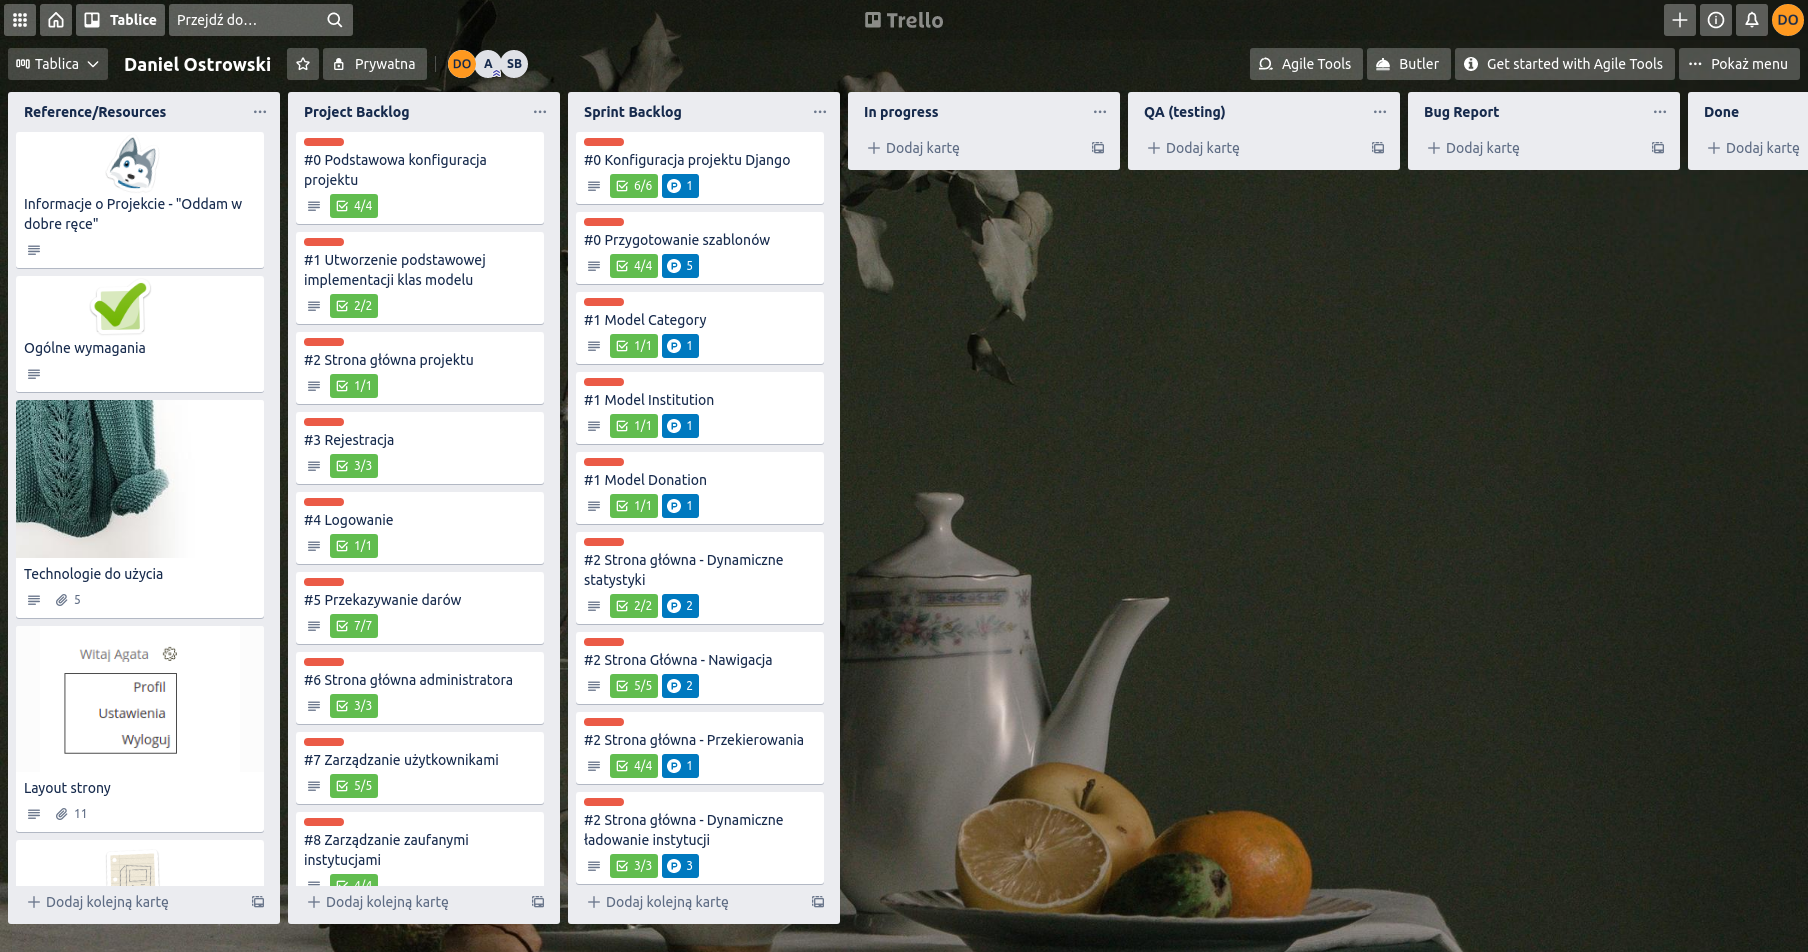 Tablice
Przejdź do...
Trello
DO
Tablica
Daniel Ostrowski
Prywatna
DO
A
SB
Agile Tools
Butler
Get started with Agile Tools
Pokaż menu
Reference/Resources
Informacje o Projekcie - "Oddam w
dobre ręce"
Ogólne wymagania
Technologie do użycia
5
Witaj Agata
Profil
Ustawienia
Wyloguj
Layout strony
11
Dodaj kolejną kartę
Project Backlog
#0 Podstawowa konfiguracja
projektu
4/4
#1 Utworzenie podstawowej
implementacji klas modelu
2/2
#2 Strona główna projektu
1/1
#3 Rejestracja
3/3
#4 Logowanie
1/1
#5 Przekazywanie darów
7/7
#6 Strona główna administratora
3/3
#7 Zarządzanie użytkownikami
5/5
#8 Zarządzanie zaufanymi
instytucjami
4/4
Dodaj kolejną kartę
Sprint Backlog
#0 Konfiguracja projektu Django
6/6 P 1
#0 Przygotowanie szablonów
4/4 P 5
#1 Model Category
1/1 P 1
#1 Model Institution
1/1 P 1
#1 Model Donation
1/1 P 1
#2 Strona główna - Dynamiczne
statystyki
2/2 P 2
#2 Strona Główna - Nawigacja
5/5 P 2
#2 Strona główna - Przekierowania
4/4 P 1
#2 Strona główna - Dynamiczne
ładowanie instytucji
3/3 P 3
Dodaj kolejną kartę
In progress
Dodaj kartę
QA (testing)
Dodaj kartę
Bug Report
Dodaj kartę
Done
Dodaj kartę